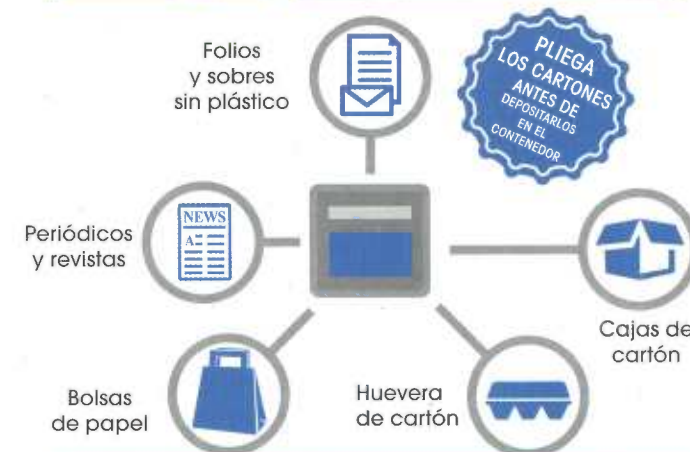 Folios
y sobres
sin plástico
PLIEGA
LOS CARTONES
ANTES DE
DEPOSITARLOS
EN EL
CONTENEDOR
NEWS
A
Periódicos
y revistas
Cajas de
cartón
Bolsas
de papel
Huevera
de cartón